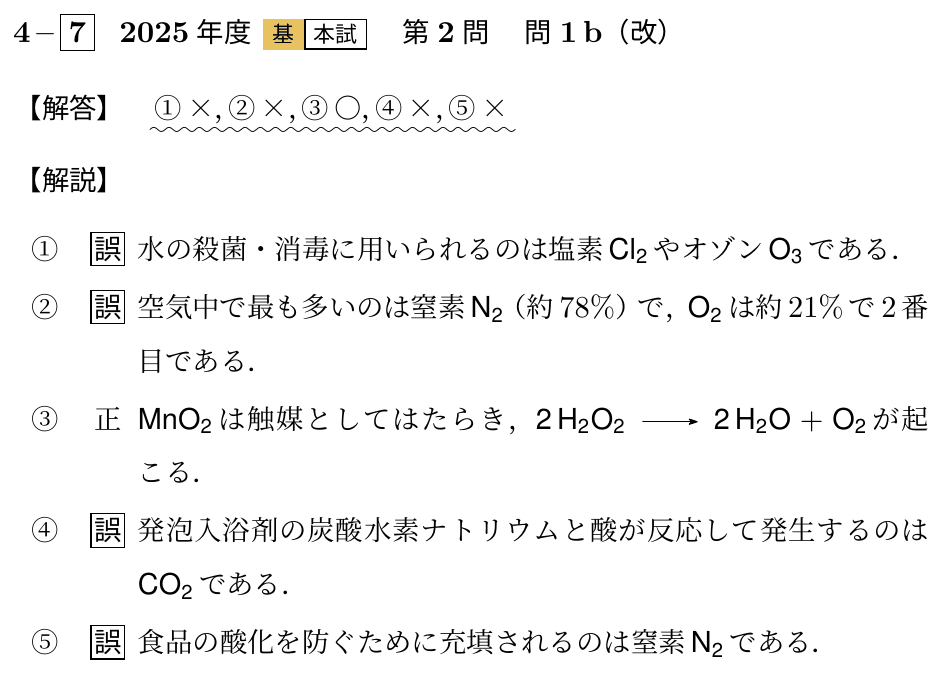 4－7 2025年度 基 本試 第2問 問1b（改）
【解答】 ①×,②×,③○,④×,⑤×
【解説】
① 誤 水の殺菌・消毒に用いられるのは塩素Cl₂やオゾンO₃である．
② 誤 空気中で最も多いのは窒素N₂（約78%）で，O₂は約21%で2番
目である．
③ 正 MnO₂は触媒としてはたらき，2H₂O₂ ⟶ 2H₂O + O₂が起
こる．
④ 誤 発泡入浴剤の炭酸水素ナトリウムと酸が反応して発生するのは
CO₂である．
⑤ 誤 食品の酸化を防ぐために充填されるのは窒素N₂である．